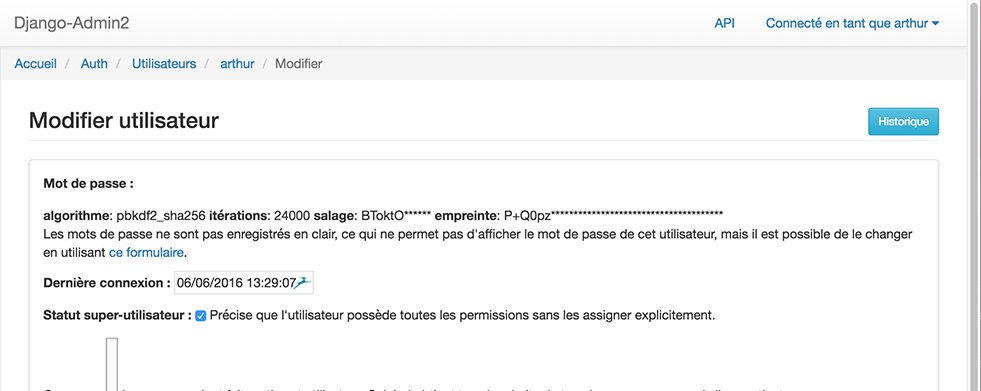 Django-Admin2
API Connecté en tant que arthur
Accueil / Auth / Utilisateurs / arthur / Modifier
Modifier utilisateur
Historique
Mot de passe :
algorithme: pbkdf2_sha256 itérations: 24000 salage: BToktO****** empreinte: P+Q0pz**************************************
Les mots de passe ne sont pas enregistrés en clair, ce qui ne permet pas d'afficher le mot de passe de cet utilisateur, mais il est possible de le changer
en utilisant ce formulaire.
Dernière connexion : 06/06/2016 13:29:07
Statut super-utilisateur : Précise que l'utilisateur possède toutes les permissions sans les assigner explicitement.